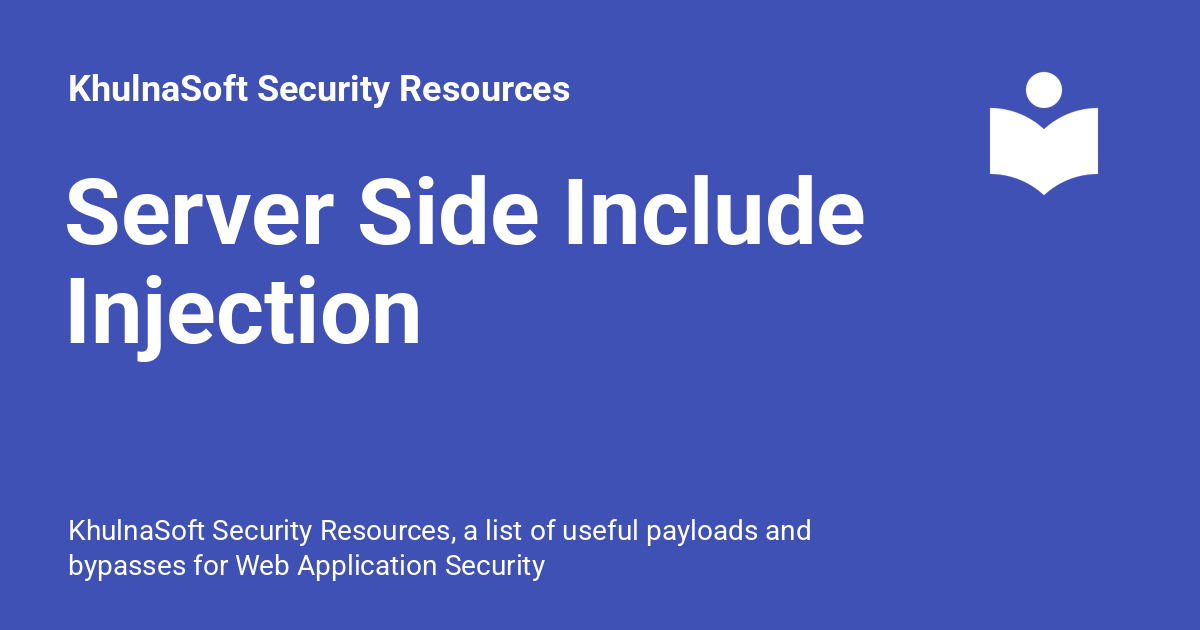 KhulnaSoft Security Resources
Server Side Include
Injection
KhulnaSoft Security Resources, a list of useful payloads and
bypasses for Web Application Security